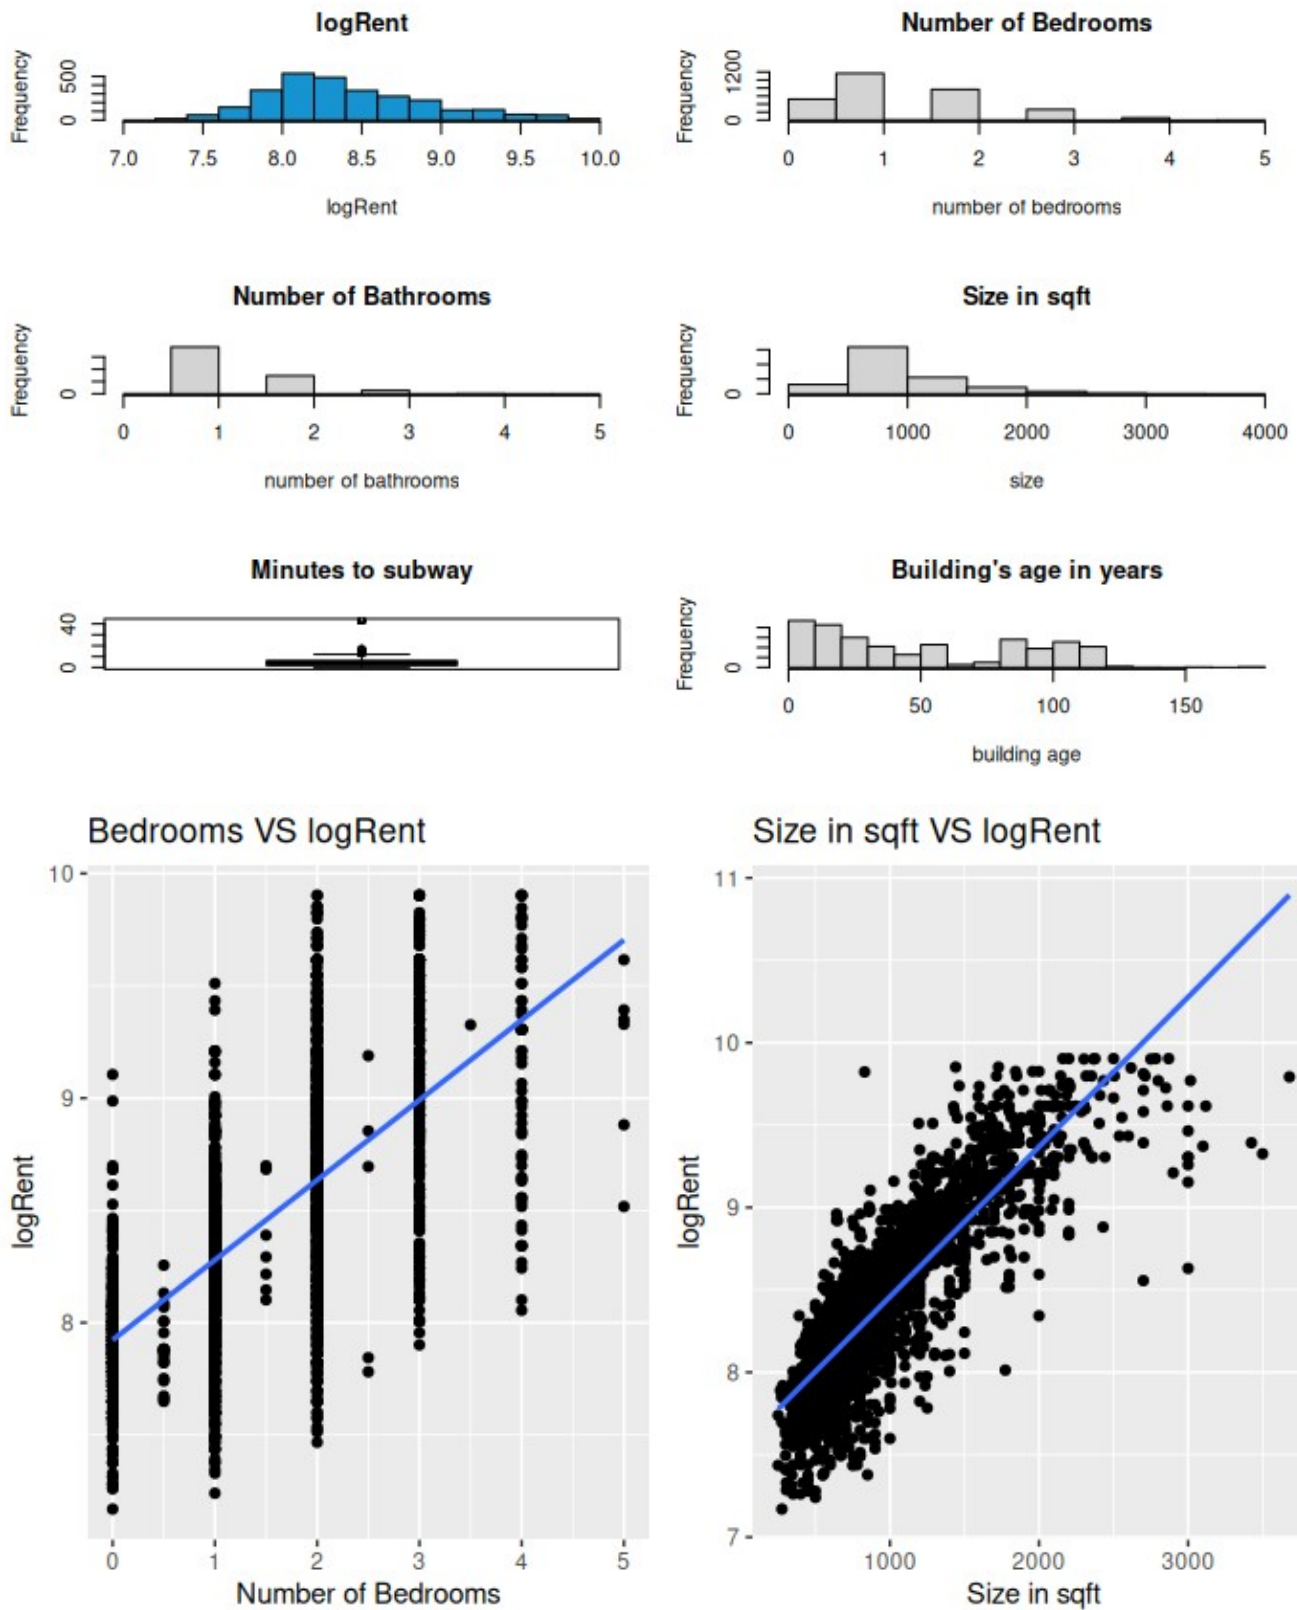 logRent
Frequency
500
0
7.0 7.5 8.0 8.5 9.0 9.5 10.0
logRent
Number of Bedrooms
Frequency
1200
0
0 1 2 3 4 5
number of bedrooms
Number of Bathrooms
Frequency
0
0 1 2 3 4 5
number of bathrooms
Size in sqft
Frequency
0
0 1000 2000 3000 4000
size
Minutes to subway
40
0
Building's age in years
Frequency
0
0 50 100 150
building age
Bedrooms VS logRent
logRent
10
9
8
0 1 2 3 4 5
Number of Bedrooms
Size in sqft VS logRent
logRent
11
10
9
8
7
1000 2000 3000
Size in sqft